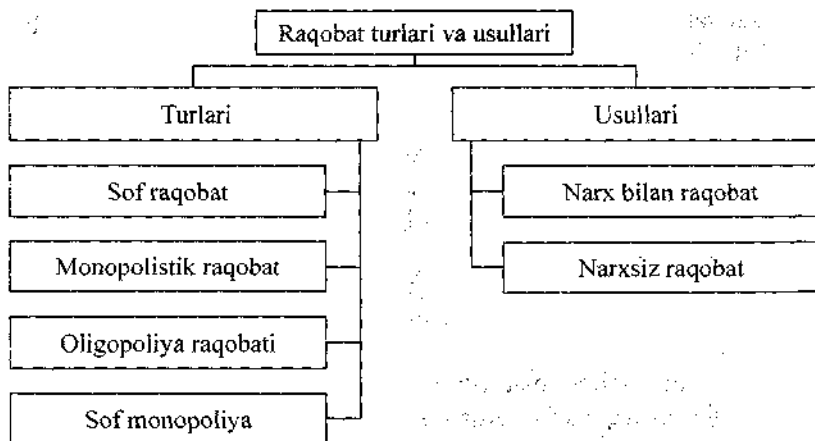 Raqobat turlari va usullari
Turlari
Usullari
Sof raqobat
Narx bilan raqobat
Monopolistik raqobat
Narxsiz raqobat
Oligopoliya raqobati
Sof monopoliya